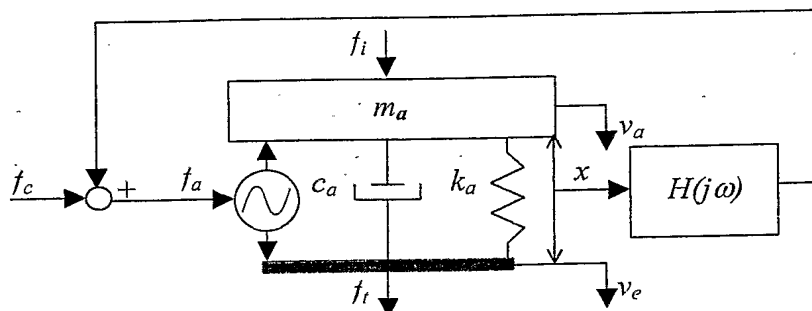 f_i
m_a
v_a
f_c + f_a c_a k_a x H(jω)
f_t v_e